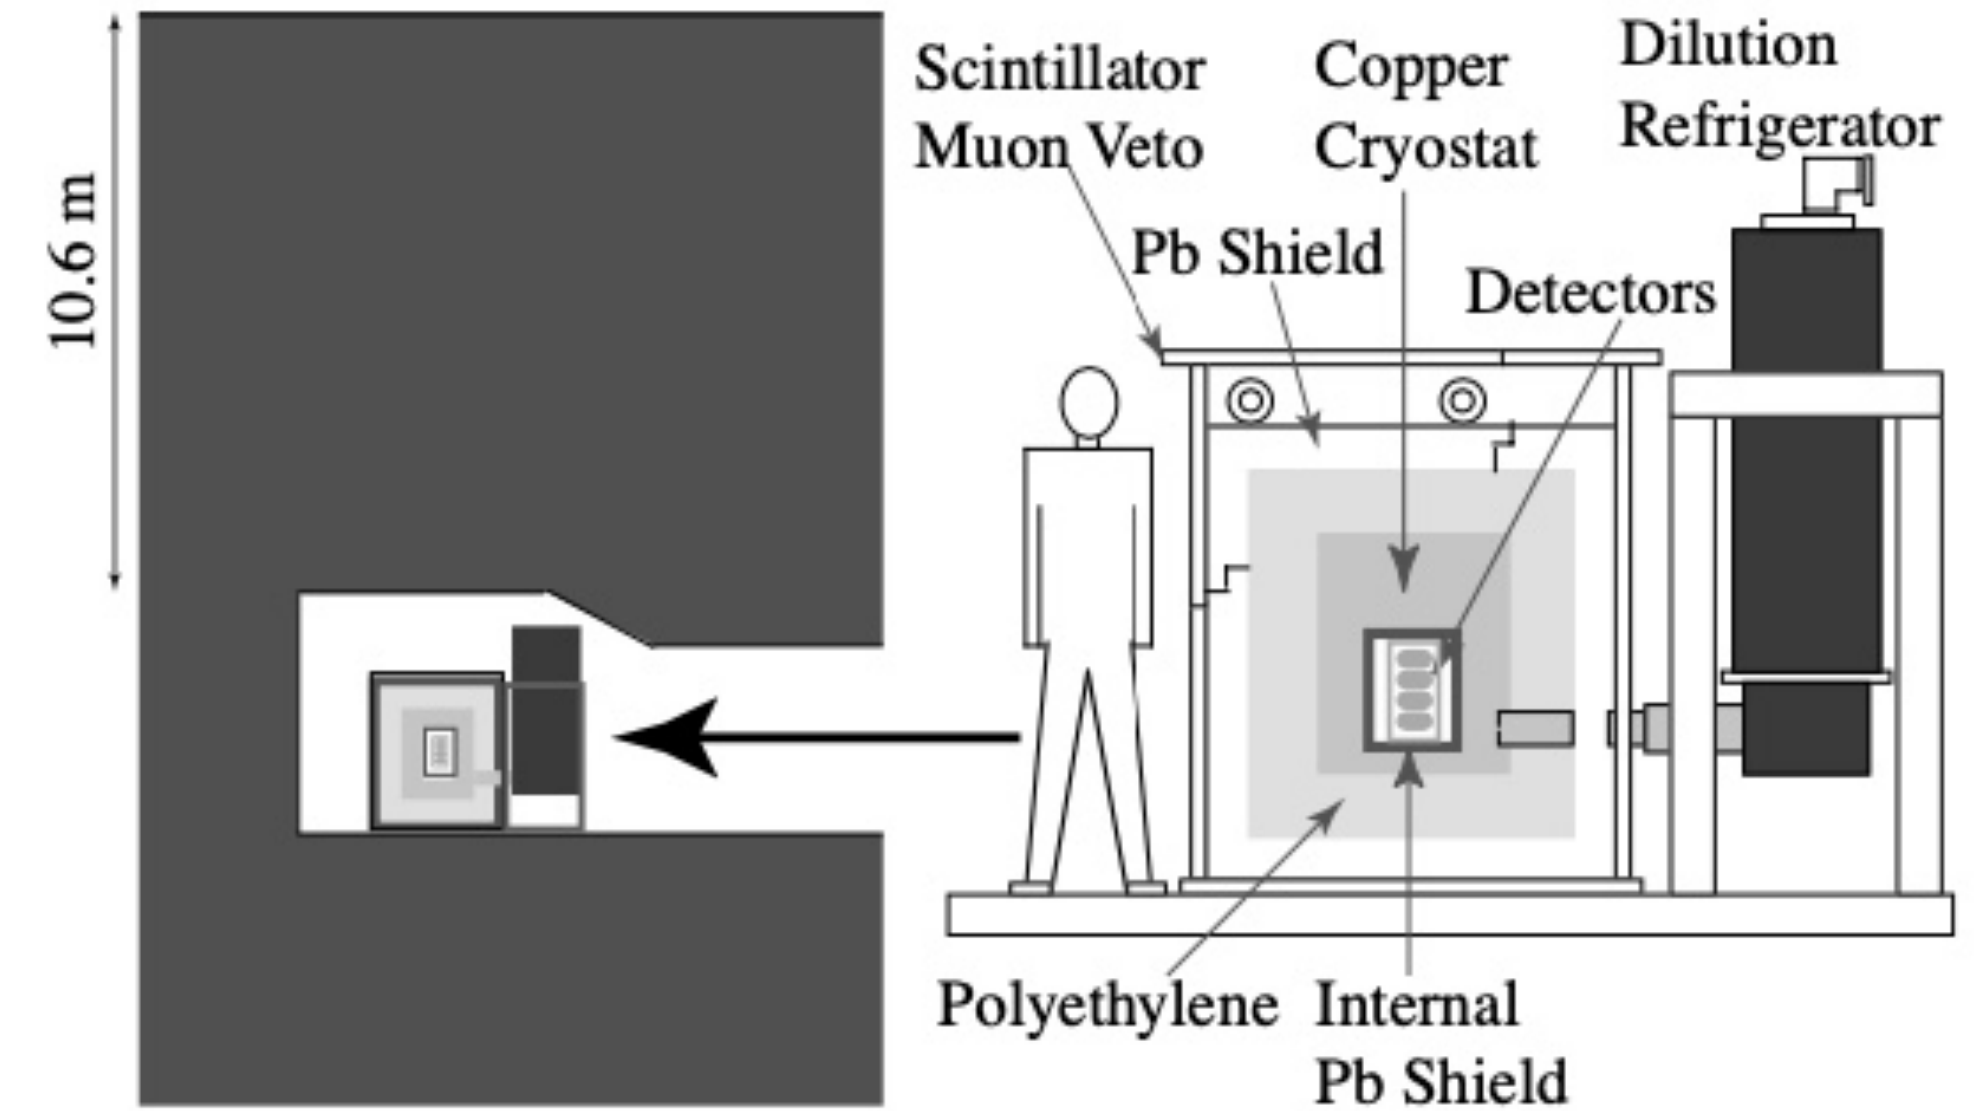 10.6 m
Scintillator
Muon Veto
Copper
Cryostat
Dilution
Refrigerator
Pb Shield
Detectors
Polyethylene
Internal
Pb Shield